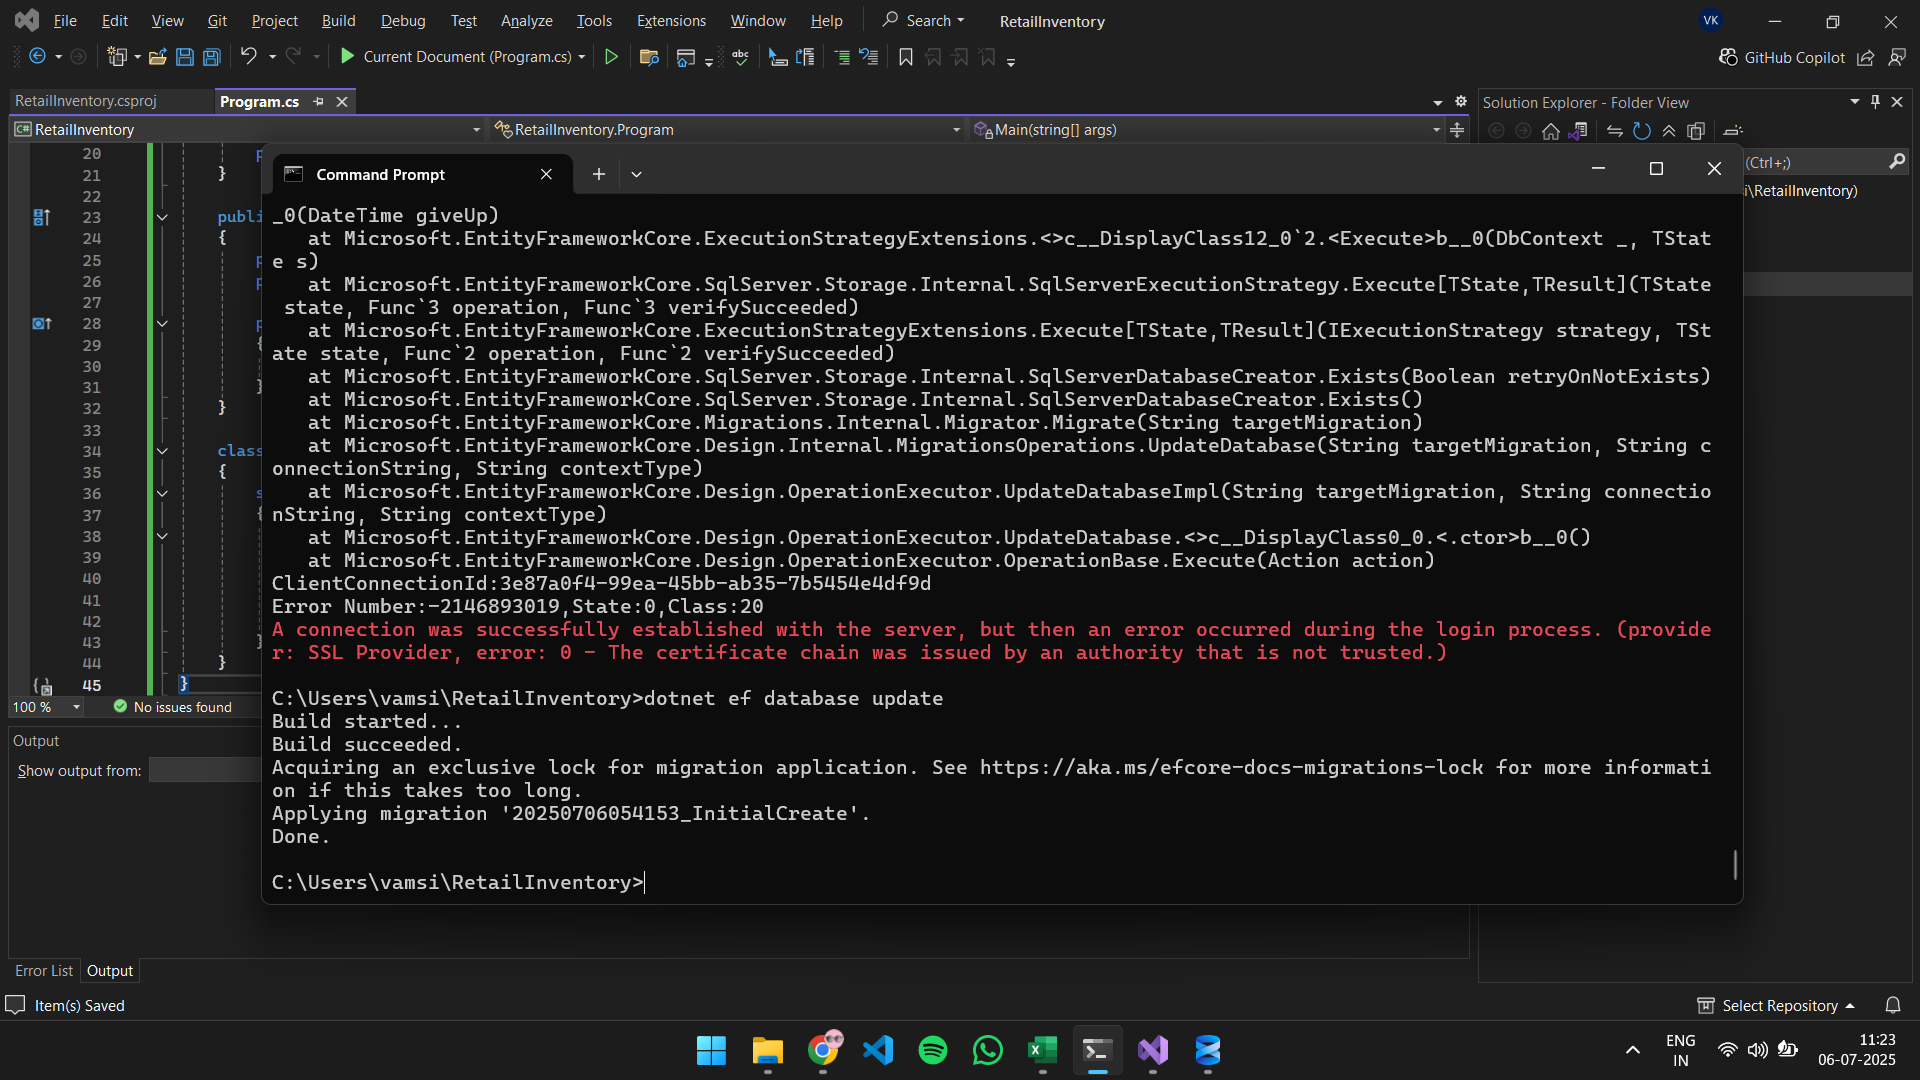 File Edit View Git Project Build Debug Test Analyze Tools Extensions Window Help Search RetailInventory VK
Current Document (Program.cs) GitHub Copilot
RetailInventory.csproj Program.cs Solution Explorer - Folder View
RetailInventory RetailInventory.Program Main(string[] args)
(Ctrl+;)
i\RetailInventory)
Command Prompt
20 p
21 }
22
23 publi
24 {
25 p
26 p
27
28 p
29 {
30
31 }
32 }
33
34 class
35 {
36 s
37 {
38
39
40
41
42
43 }
44 }
45 }
_0(DateTime giveUp)
at Microsoft.EntityFrameworkCore.ExecutionStrategyExtensions.<>c__DisplayClass12_0`2.<Execute>b__0(DbContext _, TStat
e s)
at Microsoft.EntityFrameworkCore.SqlServer.Storage.Internal.SqlServerExecutionStrategy.Execute[TState,TResult](TState
state, Func`3 operation, Func`3 verifySucceeded)
at Microsoft.EntityFrameworkCore.ExecutionStrategyExtensions.Execute[TState,TResult](IExecutionStrategy strategy, TSt
ate state, Func`2 operation, Func`2 verifySucceeded)
at Microsoft.EntityFrameworkCore.SqlServer.Storage.Internal.SqlServerDatabaseCreator.Exists(Boolean retryOnNotExists)
at Microsoft.EntityFrameworkCore.SqlServer.Storage.Internal.SqlServerDatabaseCreator.Exists()
at Microsoft.EntityFrameworkCore.Migrations.Internal.Migrator.Migrate(String targetMigration)
at Microsoft.EntityFrameworkCore.Design.Internal.MigrationsOperations.UpdateDatabase(String targetMigration, String c
onnectionString, String contextType)
at Microsoft.EntityFrameworkCore.Design.OperationExecutor.UpdateDatabaseImpl(String targetMigration, String connectio
nString, String contextType)
at Microsoft.EntityFrameworkCore.Design.OperationExecutor.UpdateDatabase.<>c__DisplayClass0_0.<.ctor>b__0()
at Microsoft.EntityFrameworkCore.Design.OperationExecutor.OperationBase.Execute(Action action)
ClientConnectionId:3e87a0f4-99ea-45bb-ab35-7b5454e4df9d
Error Number:-2146893019,State:0,Class:20
A connection was successfully established with the server, but then an error occurred during the login process. (provide
r: SSL Provider, error: 0 - The certificate chain was issued by an authority that is not trusted.)
C:\Users\vamsi\RetailInventory>dotnet ef database update
Build started...
Build succeeded.
Acquiring an exclusive lock for migration application. See https://aka.ms/efcore-docs-migrations-lock for more informati
on if this takes too long.
Applying migration '20250706054153_InitialCreate'.
Done.
C:\Users\vamsi\RetailInventory>
100 % No issues found
Output
Show output from:
Error List Output
Item(s) Saved Select Repository
ENG
IN
11:23
06-07-2025